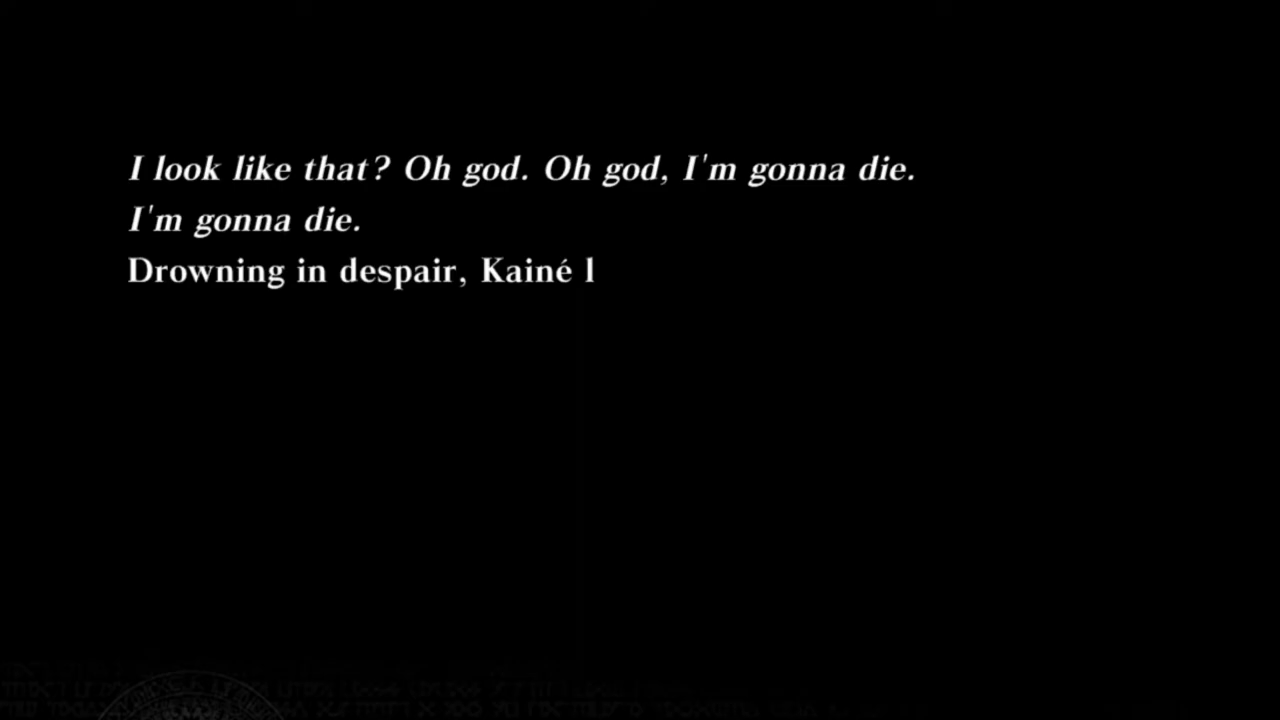 I look like that? Oh god. Oh god, I'm gonna die.
I'm gonna die.
Drowning in despair, Kainé l